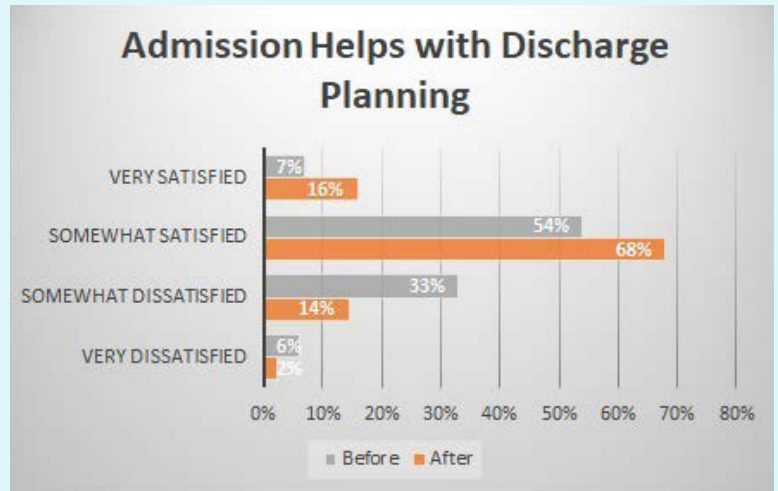 Admission Helps with Discharge
Planning
VERY SATISFIED
7%
16%
SOMEWHAT SATISFIED
54%
68%
SOMEWHAT DISSATISFIED
33%
14%
VERY DISSATISFIED
6%
2%
0% 10% 20% 30% 40% 50% 60% 70% 80%
Before After